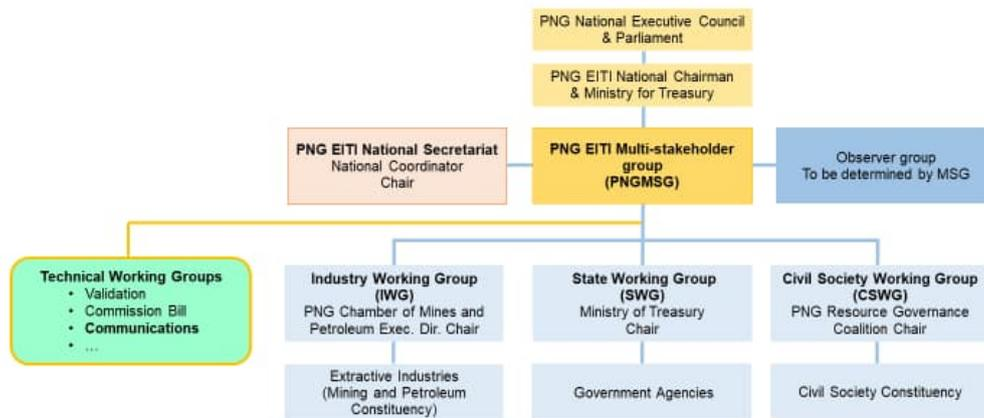 PNG National Executive Council
& Parliament
PNG EITI National Chairman
& Ministry for Treasury
PNG EITI National Secretariat
National Coordinator
Chair
PNG EITI Multi-stakeholder
group
(PNGMSG)
Observer group
To be determined by MSG
Technical Working Groups
• Validation
• Commission Bill
• Communications
• ...
Industry Working Group
(IWG)
PNG Chamber of Mines and
Petroleum Exec. Dir. Chair
State Working Group
(SWG)
Ministry of Treasury
Chair
Civil Society Working Group
(CSWG)
PNG Resource Governance
Coalition Chair
Extractive Industries
(Mining and Petroleum
Constituency)
Government Agencies
Civil Society Constituency